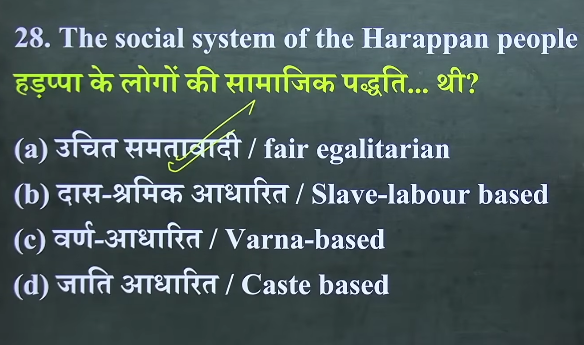 28. The social system of the Harappan people
हड़प्पा के लोगों की सामाजिक पद्धति... थी?
(a) उचित समतावादी / fair egalitarian
(b) दास-श्रमिक आधारित / Slave-labour based
(c) वर्ण-आधारित / Varna-based
(d) जाति आधारित / Caste based